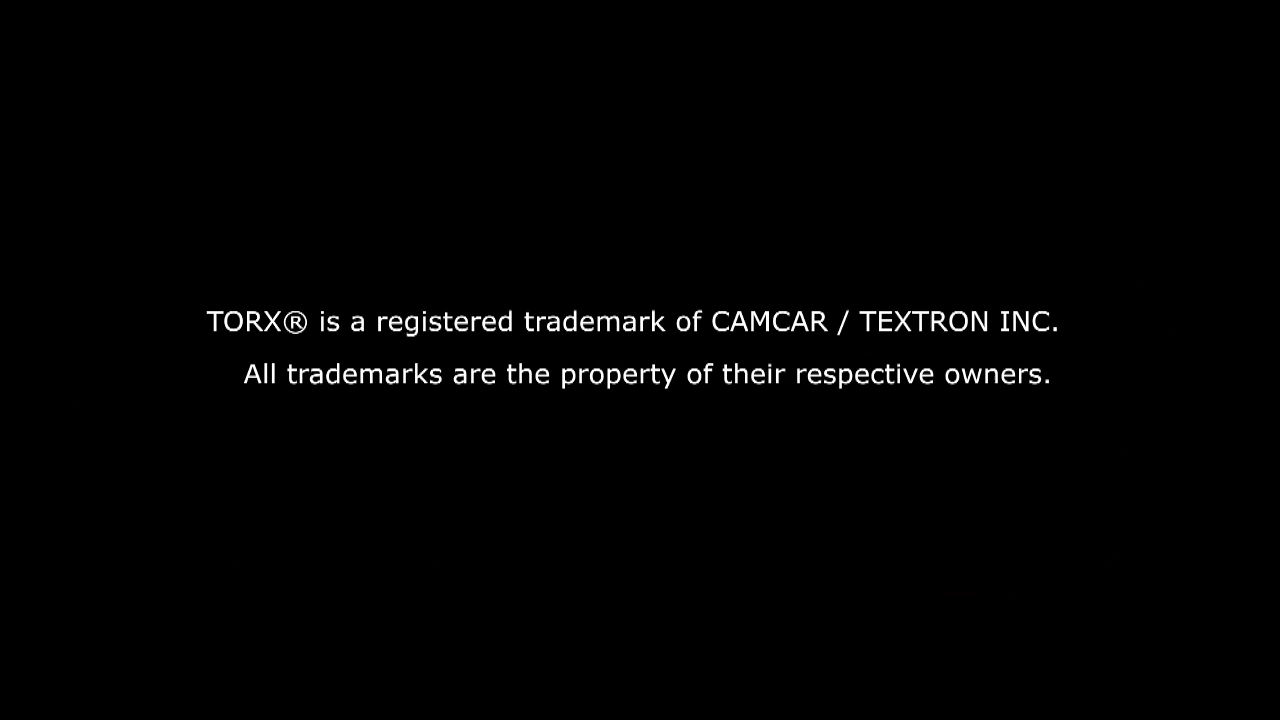 TORX® is a registered trademark of CAMCAR / TEXTRON INC.
All trademarks are the property of their respective owners.